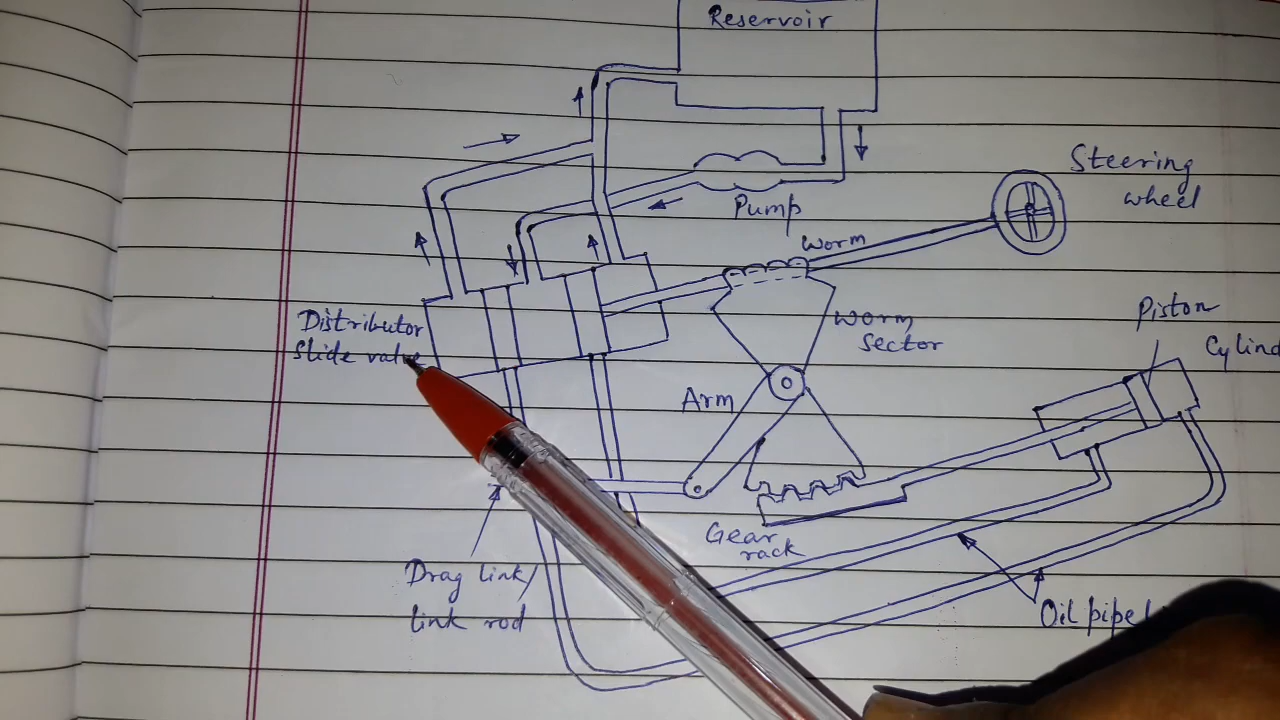 Reservoir
Steering
wheel
Pump
worm
Distributor
slide valve
worm
sector
Piston
Cylind
Arm
Gear
rack
Drag link/
link rod
Oil pipe